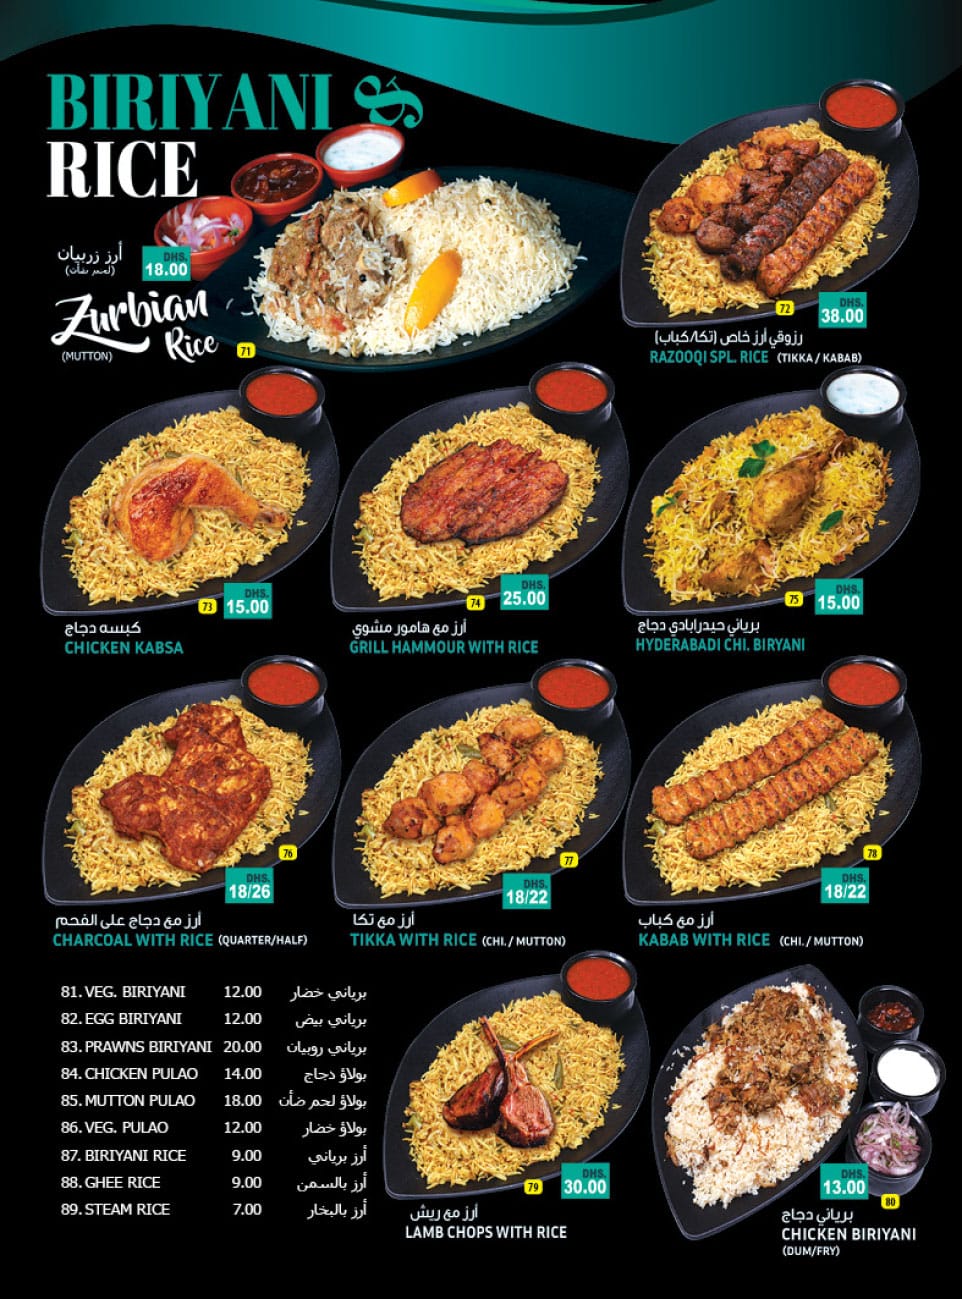 BIRIYANI &
RICE
أرز زربيان
(لحم ضأن)
DHS.
18.00
Zurbian
Rice
(MUTTON)
71
72
DHS.
38.00
رزوقي أرز خاص (تكا/كباب)
RAZOOQI SPL. RICE (TIKKA / KABAB)
73
DHS.
15.00
كبسه دجاج
CHICKEN KABSA
74
DHS.
25.00
أرز مع هامور مشوي
GRILL HAMMOUR WITH RICE
75
DHS.
15.00
برياني حيدرابادي دجاج
HYDERABADI CHI. BIRYANI
76
DHS.
18/26
أرز مع دجاج على الفحم
CHARCOAL WITH RICE (QUARTER/HALF)
77
DHS.
18/22
أرز مع تكا
TIKKA WITH RICE (CHI. / MUTTON)
78
DHS.
18/22
أرز مع كباب
KABAB WITH RICE (CHI. / MUTTON)
81. VEG. BIRIYANI 12.00 برياني خضار
82. EGG BIRIYANI 12.00 برياني بيض
83. PRAWNS BIRIYANI 20.00 برياني روبيان
84. CHICKEN PULAO 14.00 بولاؤ دجاج
85. MUTTON PULAO 18.00 بولاؤ لحم ضأن
86. VEG. PULAO 12.00 بولاؤ خضار
87. BIRIYANI RICE 9.00 أرز برياني
88. GHEE RICE 9.00 أرز بالسمن
89. STEAM RICE 7.00 أرز بالبخار
79
DHS.
30.00
أرز مع ريش
LAMB CHOPS WITH RICE
DHS.
13.00
80
برياني دجاج
CHICKEN BIRIYANI
(DUM/FRY)